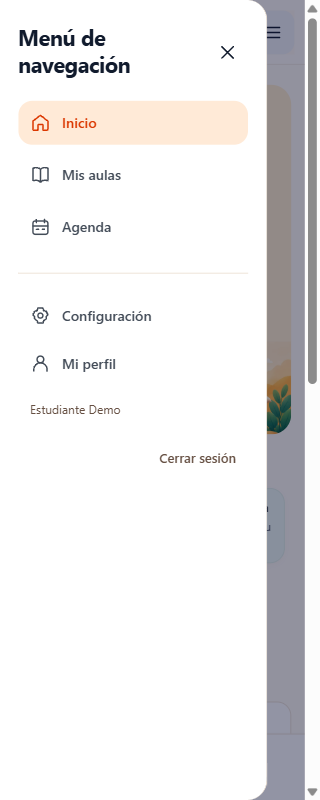 Menú de
navegación
Inicio
Mis aulas
Agenda
Configuración
Mi perfil
Estudiante Demo
Cerrar sesión